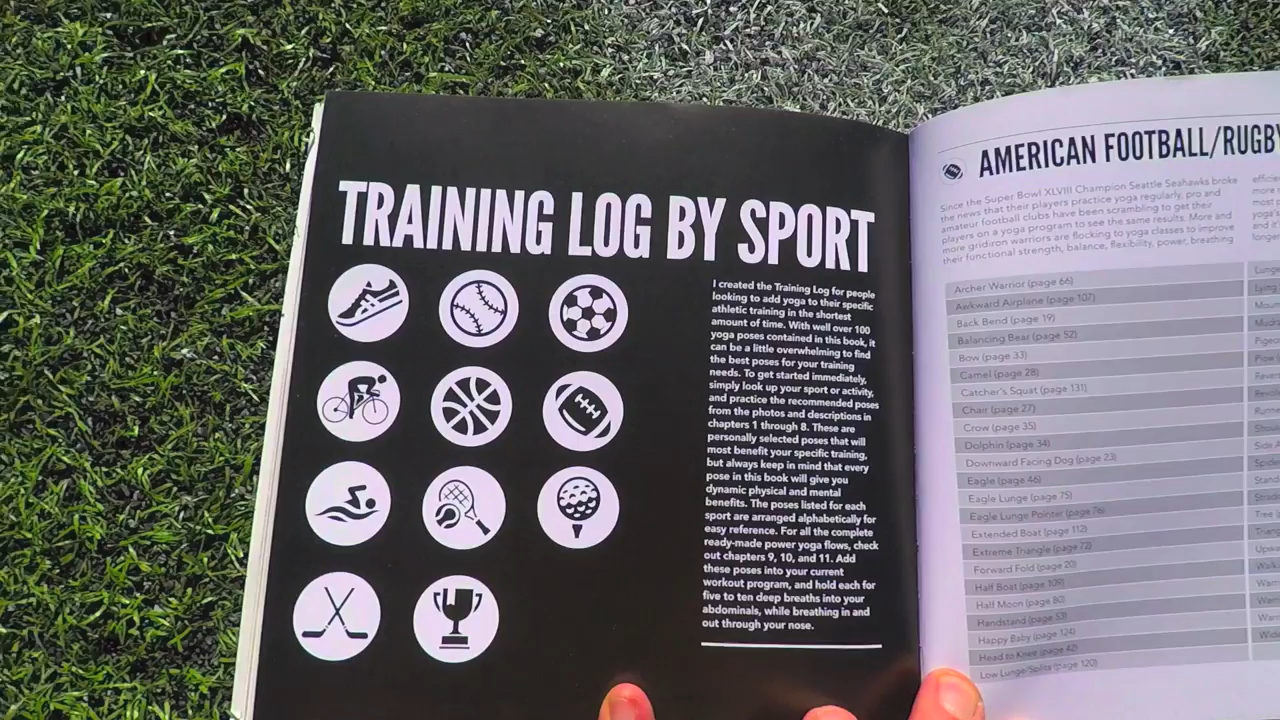 TRAINING LOG BY SPORT
I created the Training Log for people
looking to add yoga to their specific
athletic training in the shortest
amount of time. With well over 100
yoga poses contained in this book, it
can be a little overwhelming to find
the best poses for your training
needs. To get started immediately,
simply look up your sport or activity,
and practice the recommended poses
from the photos and descriptions in
chapters 1 through 8. These are
personally selected poses that will
most benefit your specific training,
but always keep in mind that every
pose in this book will give you
dynamic physical and mental
benefits. The poses listed for each
sport are arranged alphabetically for
easy reference. For all the complete
ready-made power yoga flows, check
out chapters 9, 10, and 11. Add
these poses into your current
workout program, and hold each for
five to ten deep breaths into your
abdominals, while breathing in and
out through your nose.
AMERICAN FOOTBALL/RUGBY
Since the Super Bowl XLVIII Champion Seattle Seahawks broke
the news that their players practice yoga regularly, pro and
amateur football clubs have been scrambling to get their
players on a yoga program to see the same results. More and
more gridiron warriors are flocking to yoga classes to improve
their functional strength, balance, flexibility, power, breathing
Archer Warrior (page 66)
Awkward Airplane (page 107)
Back Bend (page 19)
Balancing Bear (page 52)
Bow (page 33)
Camel (page 28)
Catcher's Squat (page 131)
Chair (page 27)
Crow (page 35)
Dolphin (page 34)
Downward Facing Dog (page 23)
Eagle (page 46)
Eagle Lunge (page 75)
Eagle Lunge Pointer (page 76)
Extended Boat (page 112)
Extreme Triangle (page 72)
Forward Fold (page 20)
Half Boat (page 109)
Half Moon (page 80)
Handstand (page 53)
Happy Baby (page 124)
Head to Knee (page 42)
Low Lunge/Splits (page 120)